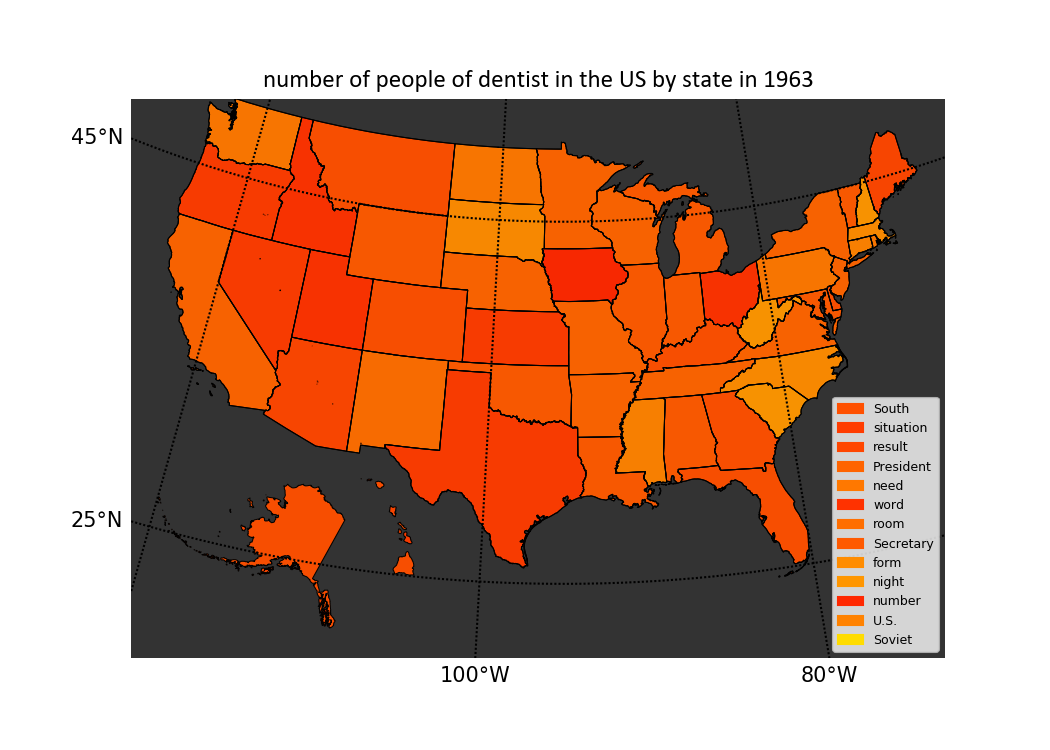 number of people of dentist in the US by state in 1963
45°N
25°N
100°W
80°W
South
situation
result
President
need
word
room
Secretary
form
night
number
U.S.
Soviet